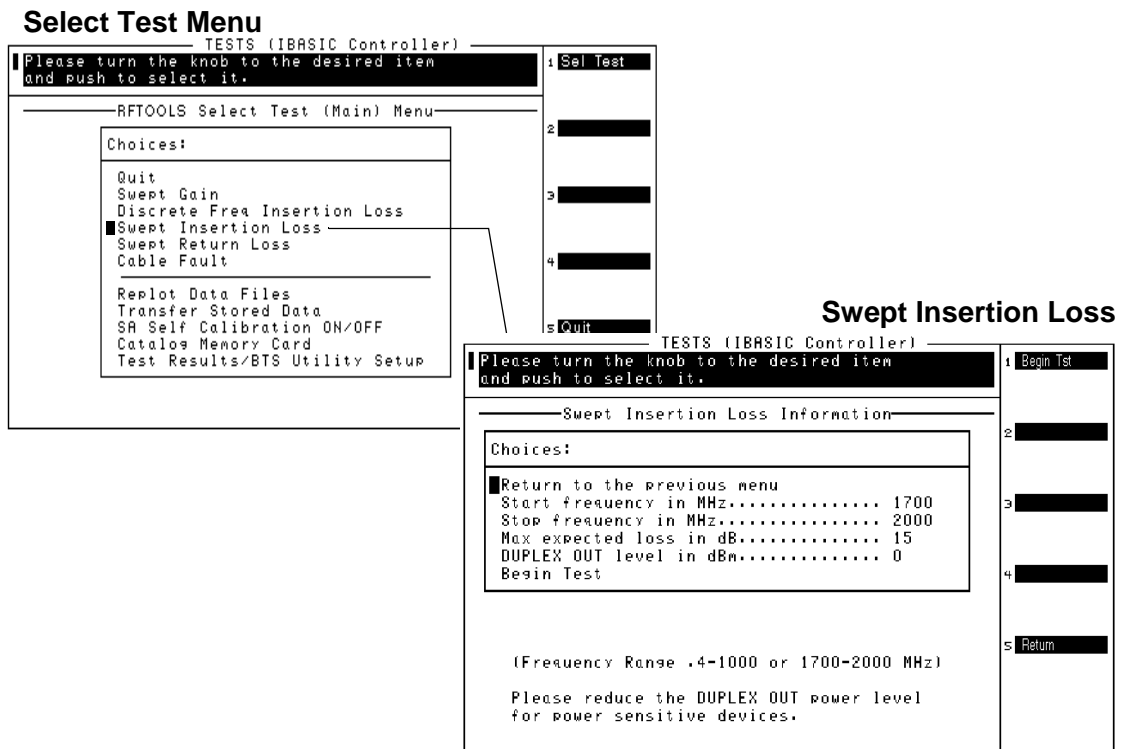 Select Test Menu
TESTS (IBASIC Controller)
Please turn the knob to the desired item
and push to select it.
1 Sel Test
RFTOOLS Select Test (Main) Menu
2
Choices:
Quit
Swept Gain
3
Discrete Freq Insertion Loss
Swept Insertion Loss
Swept Return Loss
Cable Fault
4
Replot Data Files
Transfer Stored Data
SA Self Calibration ON/OFF
Catalog Memory Card
Test Results/BTS Utility Setup
5 Quit
Swept Insertion Loss
TESTS (IBASIC Controller)
Please turn the knob to the desired item
and push to select it.
1 Begin Tst
Swept Insertion Loss Information
2
Choices:
Return to the previous menu
Start frequency in MHz............... 1700
3
Stop frequency in MHz................ 2000
Max expected loss in dB.............. 15
DUPLEX OUT level in dBm.............. 0
Begin Test
4
5 Return
(Frequency Range .4-1000 or 1700-2000 MHz)
Please reduce the DUPLEX OUT power level
for power sensitive devices.